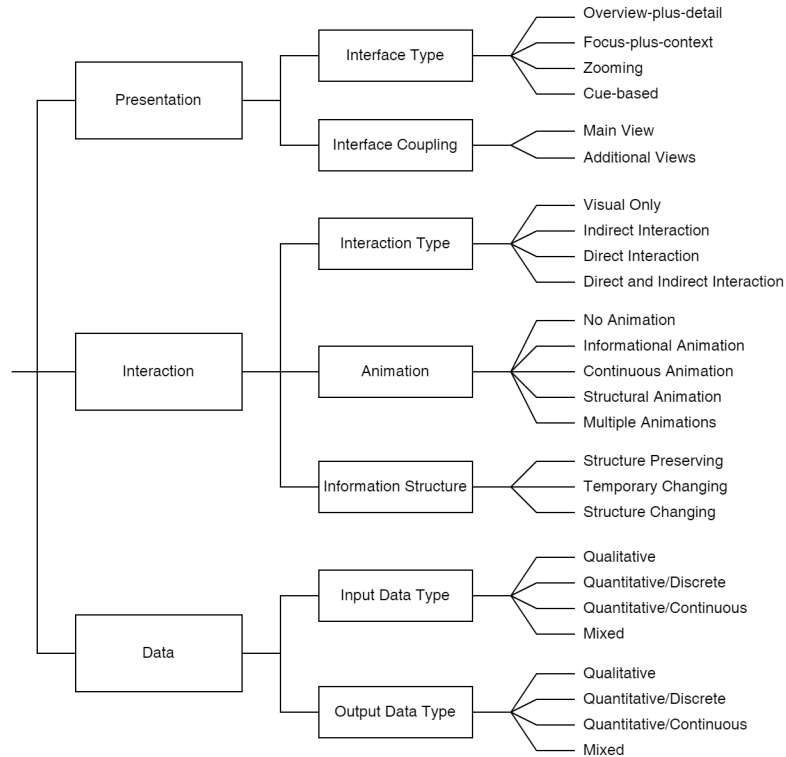 Presentation
Interface Type
Overview-plus-detail
Focus-plus-context
Zooming
Cue-based
Interface Coupling
Main View
Additional Views
Interaction
Interaction Type
Visual Only
Indirect Interaction
Direct Interaction
Direct and Indirect Interaction
Animation
No Animation
Informational Animation
Continuous Animation
Structural Animation
Multiple Animations
Information Structure
Structure Preserving
Temporary Changing
Structure Changing
Data
Input Data Type
Qualitative
Quantitative/Discrete
Quantitative/Continuous
Mixed
Output Data Type
Qualitative
Quantitative/Discrete
Quantitative/Continuous
Mixed